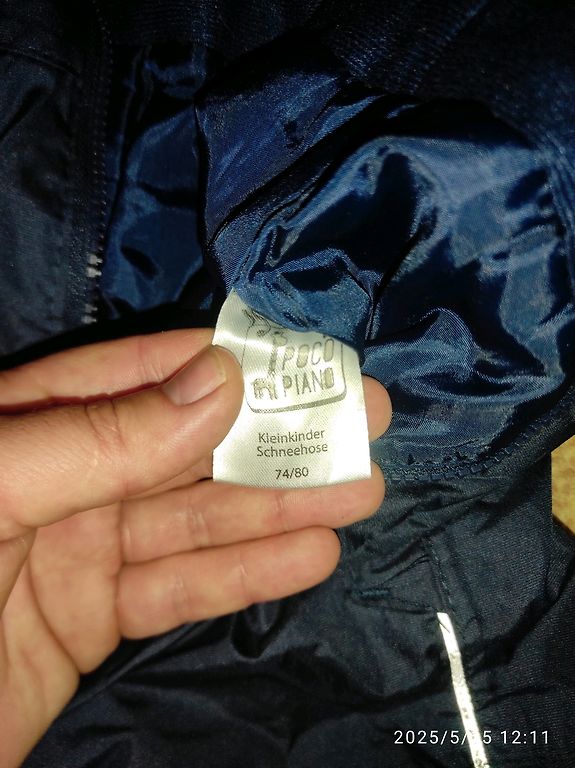 POCO
PIANO
Kleinkinder
Schneehose
74/80
12:11